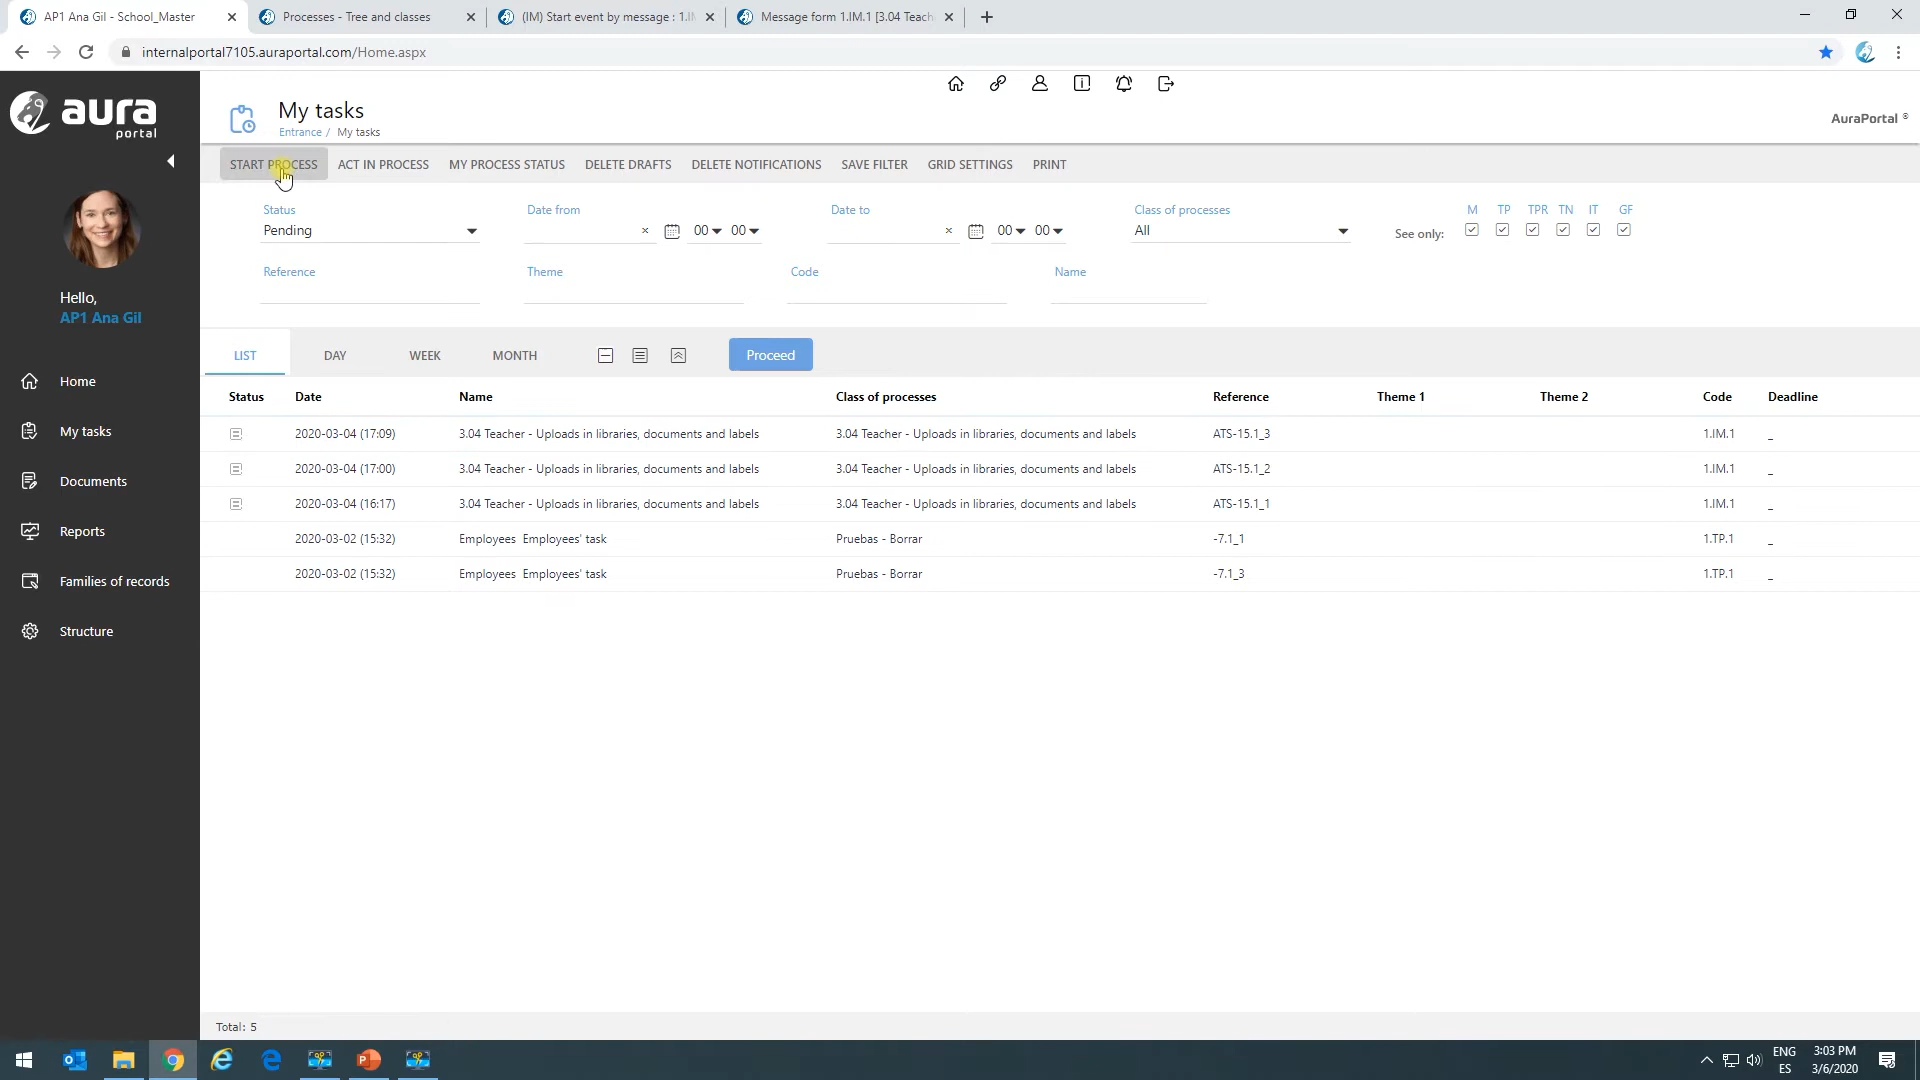 AP1 Ana Gil - School_Master
Processes - Tree and classes
(IM) Start event by message : 1.IM
Message form 1.IM.1 [3.04 Teach
internalportal7105.auraportal.com/Home.aspx
aura
portal
My tasks
Entrance / My tasks
AuraPortal ®
START PROCESS ACT IN PROCESS MY PROCESS STATUS DELETE DRAFTS DELETE NOTIFICATIONS SAVE FILTER GRID SETTINGS PRINT
Status Date from Date to Class of processes M TP TPR TN IT GF
Pending × 00 00 × 00 00 All See only:
Reference Theme Code Name
Hello,
AP1 Ana Gil
Home
My tasks
Documents
Reports
Families of records
Structure
LIST DAY WEEK MONTH Proceed
Status Date Name Class of processes Reference Theme 1 Theme 2 Code Deadline
2020-03-04 (17:09) 3.04 Teacher - Uploads in libraries, documents and labels 3.04 Teacher - Uploads in libraries, documents and labels ATS-15.1_3 1.IM.1 _
2020-03-04 (17:00) 3.04 Teacher - Uploads in libraries, documents and labels 3.04 Teacher - Uploads in libraries, documents and labels ATS-15.1_2 1.IM.1 _
2020-03-04 (16:17) 3.04 Teacher - Uploads in libraries, documents and labels 3.04 Teacher - Uploads in libraries, documents and labels ATS-15.1_1 1.IM.1 _
2020-03-02 (15:32) Employees Employees' task Pruebas - Borrar -7.1_1 1.TP.1 _
2020-03-02 (15:32) Employees Employees' task Pruebas - Borrar -7.1_3 1.TP.1 _
Total: 5
ENG
ES
3:03 PM
3/6/2020